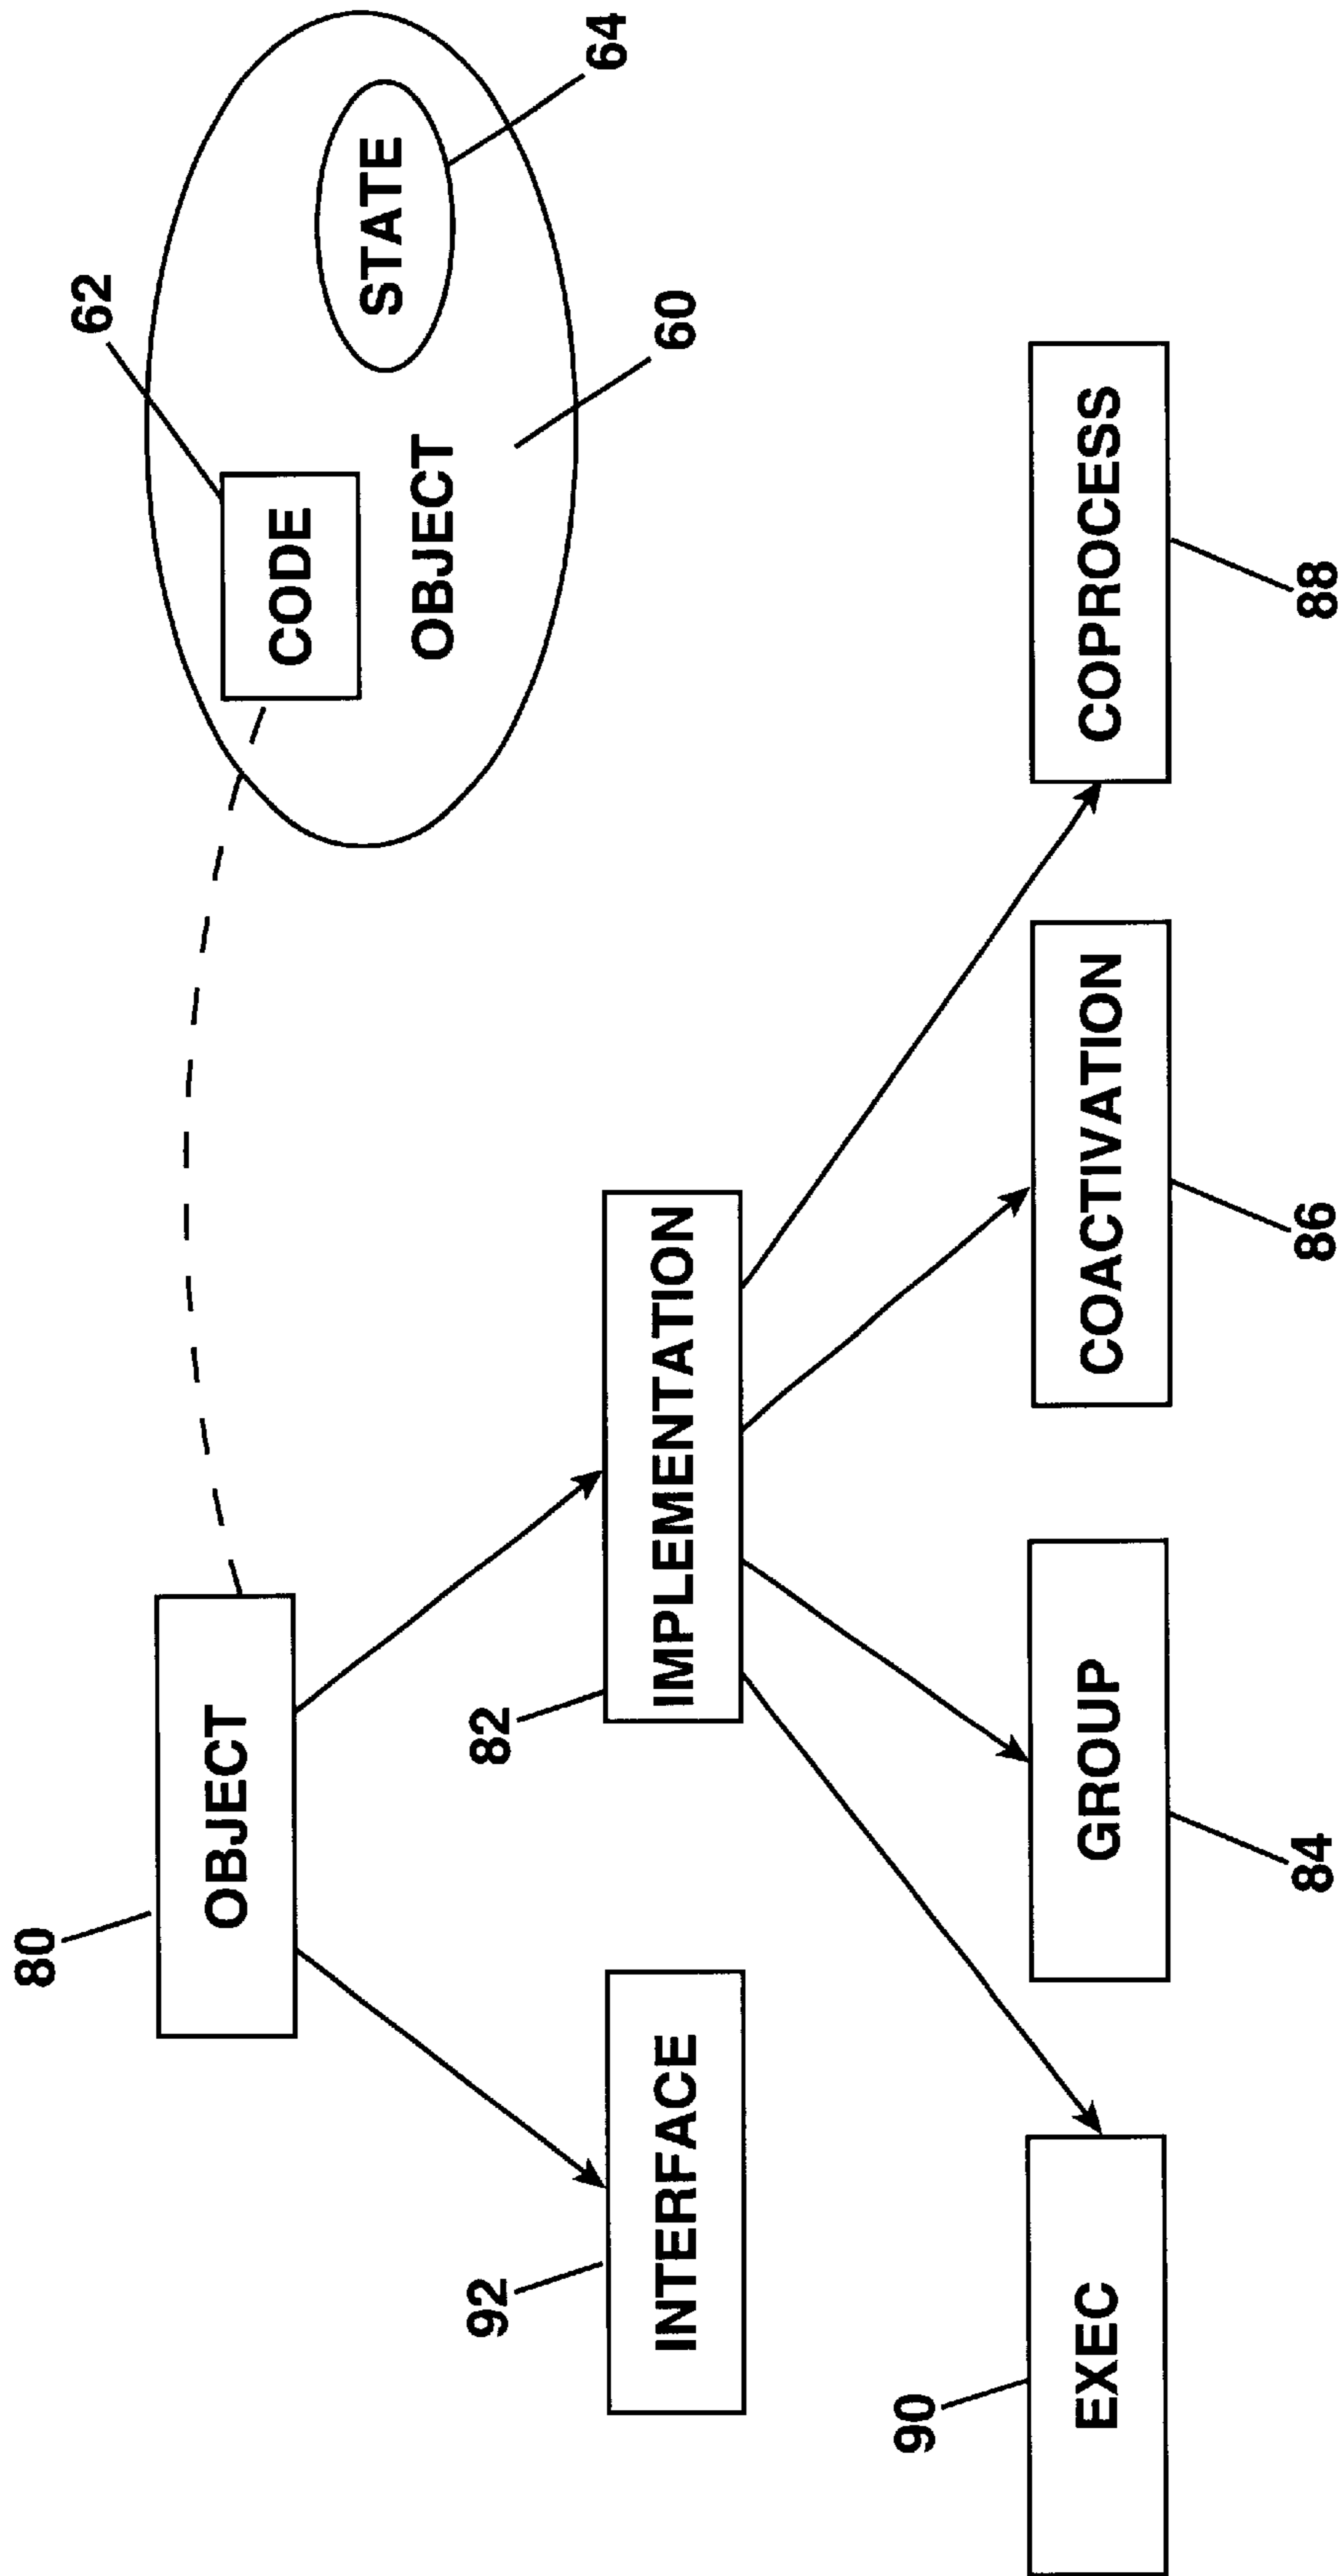 80
OBJECT
62
CODE
OBJECT
60
STATE
64
92
INTERFACE
82
IMPLEMENTATION
90
EXEC
GROUP
84
COACTIVATION
86
COPROCESS
88